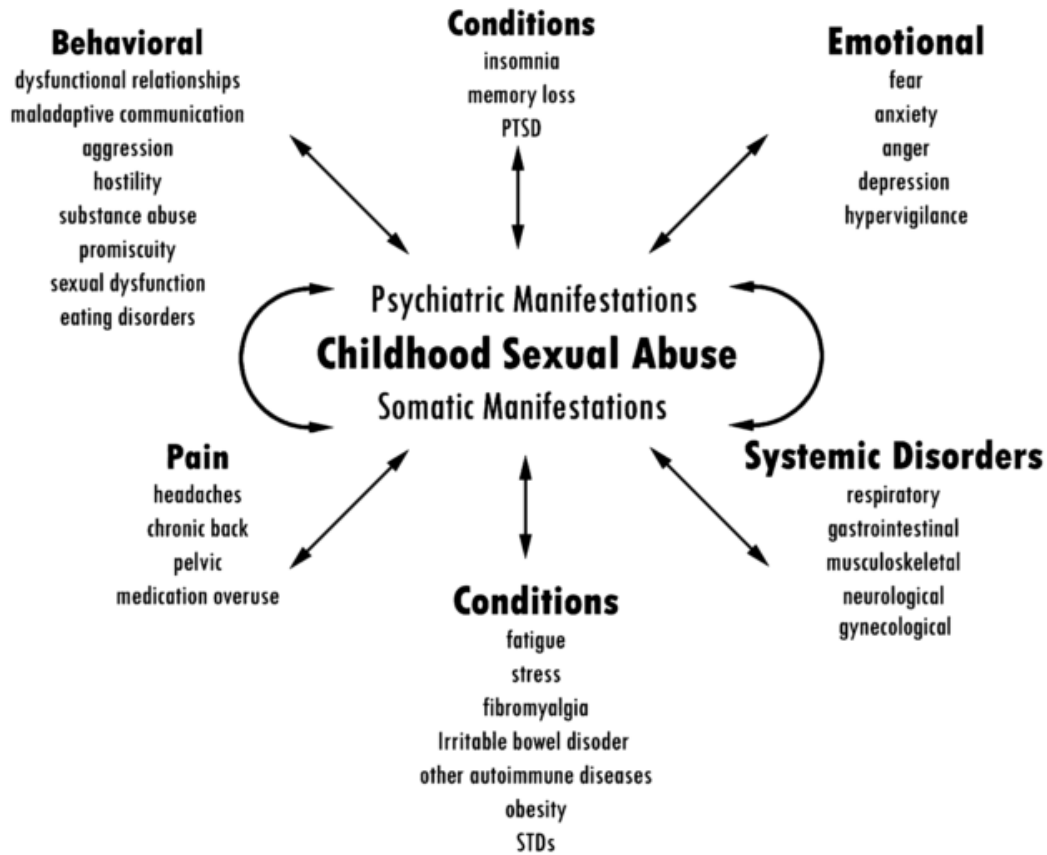 Behavioral
dysfunctional relationships
maladaptive communication
aggression
hostility
substance abuse
promiscuity
sexual dysfunction
eating disorders
Conditions
insomnia
memory loss
PTSD
Emotional
fear
anxiety
anger
depression
hypervigilance
Psychiatric Manifestations
Childhood Sexual Abuse
Somatic Manifestations
Pain
headaches
chronic back
pelvic
medication overuse
Conditions
fatigue
stress
fibromyalgia
Irritable bowel disoder
other autoimmune diseases
obesity
STDs
Systemic Disorders
respiratory
gastrointestinal
musculoskeletal
neurological
gynecological